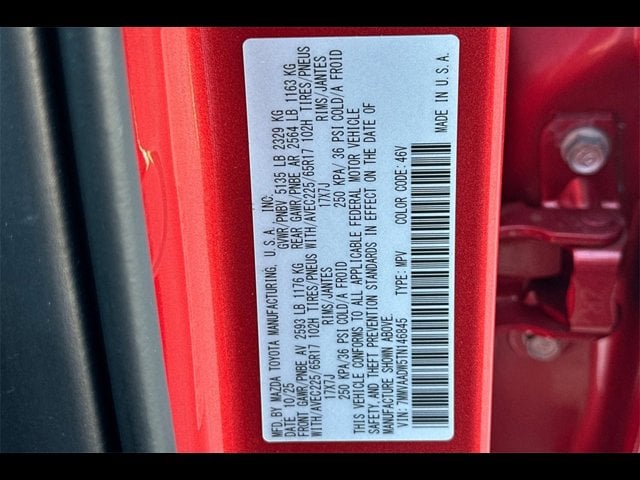 MFD. BY MAZDA TOYOTA MANUFACTURING, U.S.A. INC.
DATE: 10/25 GVWR/PNBV 5135 LB 2329 KG
FRONT GAWR/PNBE AV 2593 LB 1176 KG REAR GAWR/PNBE AR 2564 LB 1163 KG
WITH/AVEC225/65R17 102H TIRES/PNEUS WITH/AVEC225/65R17 102H TIRES/PNEUS
17X7J RIMS/JANTES 17X7J RIMS/JANTES
250 KPA/36 PSI COLD/A FROID 250 KPA/ 36 PSI COLD/A FROID
THIS VEHICLE CONFORMS TO ALL APPLICABLE FEDERAL MOTOR VEHICLE
SAFETY AND THEFT PREVENTION STANDARDS IN EFFECT ON THE DATE OF
MANUFACTURE SHOWN ABOVE.
VIN: 7MMVAADW5TN146845 TYPE: MPV COLOR CODE: 46V
MADE IN U.S.A.